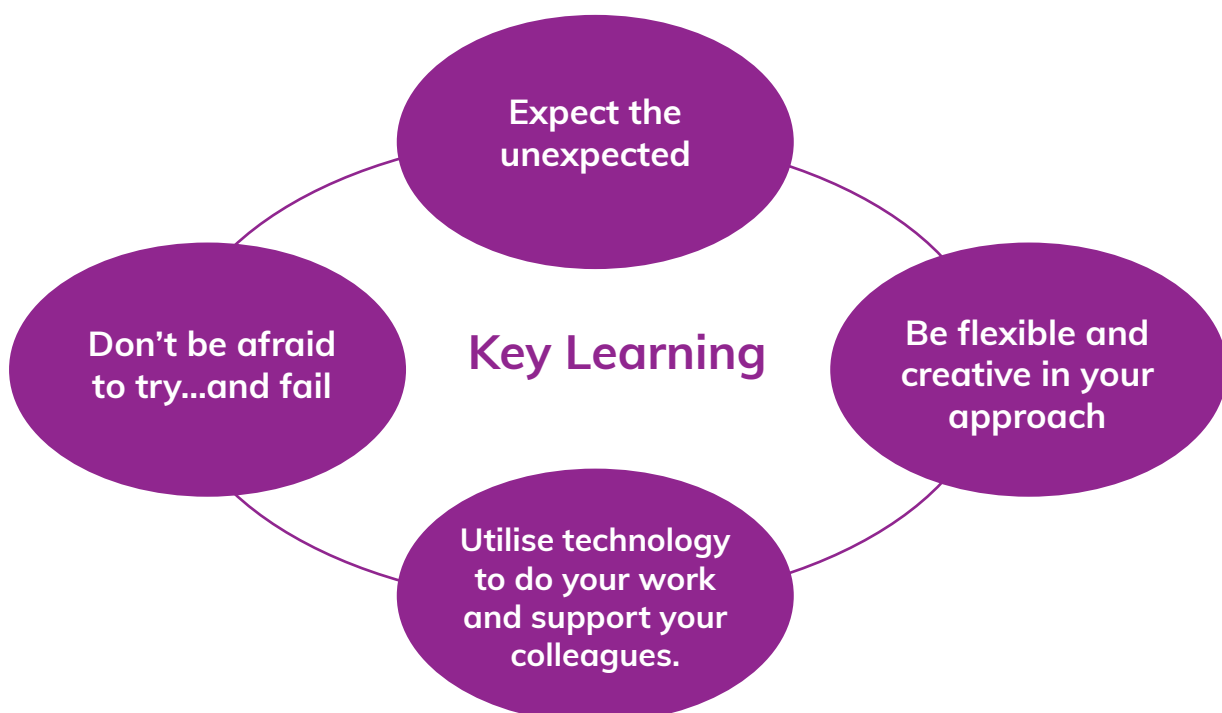 Expect the
unexpected
Don’t be afraid
to try...and fail
Key Learning
Be flexible and
creative in your
approach
Utilise technology
to do your work
and support your
colleagues.